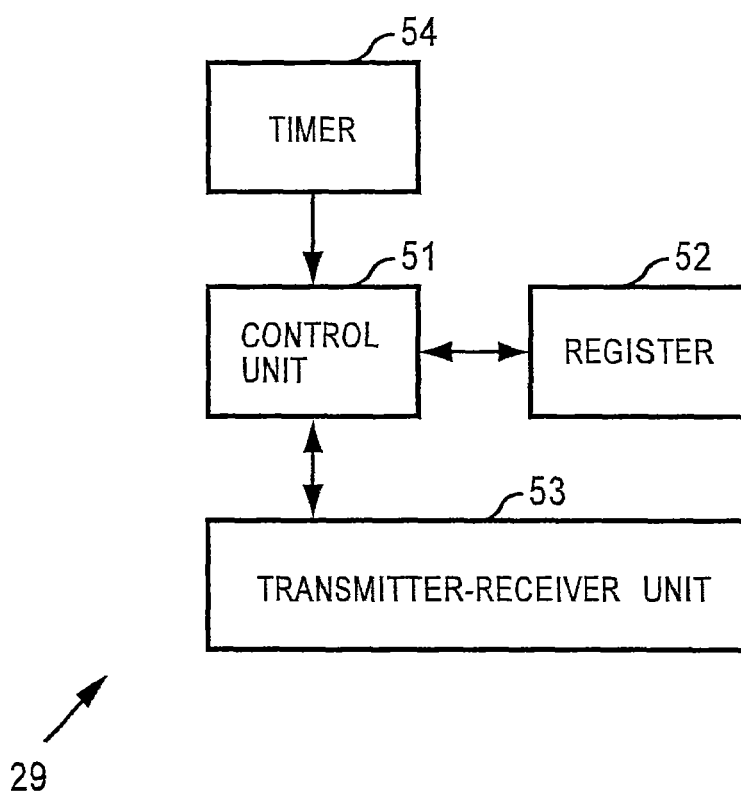 54
TIMER
51
CONTROL
UNIT
52
REGISTER
53
TRANSMITTER-RECEIVER UNIT
29